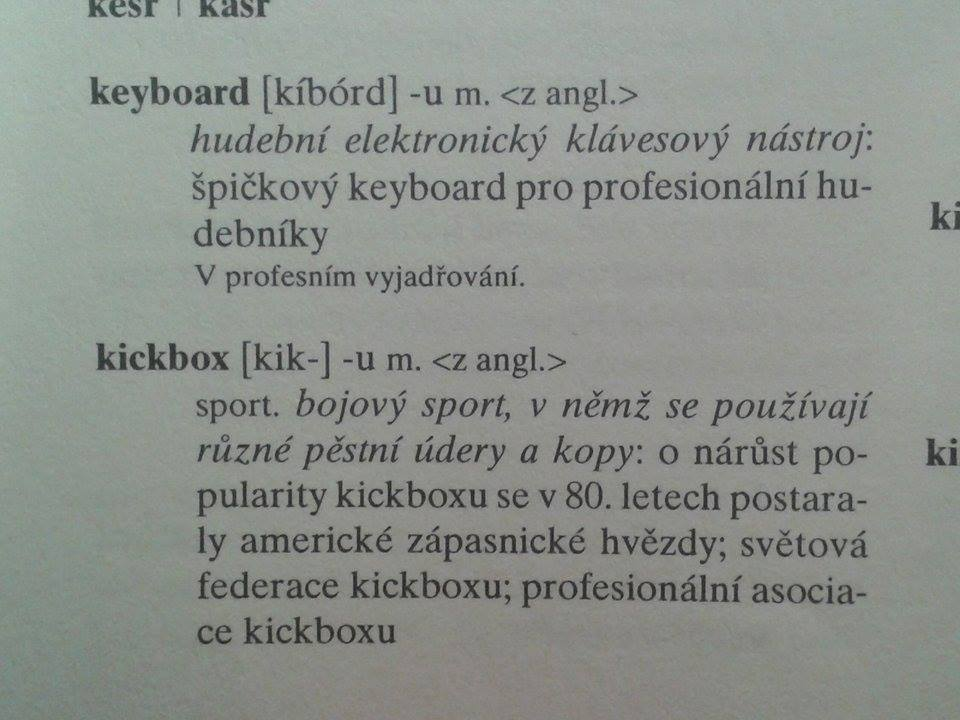 kesr | kasr
keyboard [kíbórd] -u m. <z angl.>
hudební elektronický klávesový nástroj:
špičkový keyboard pro profesionální hu-
debníky
V profesním vyjadřování.
kickbox [kik-] -u m. <z angl.>
sport. bojový sport, v němž se používají
různé pěstní údery a kopy: o nárůst po-
pularity kickboxu se v 80. letech postara-
ly americké zápasnické hvězdy; světová
federace kickboxu; profesionální asocia-
ce kickboxu